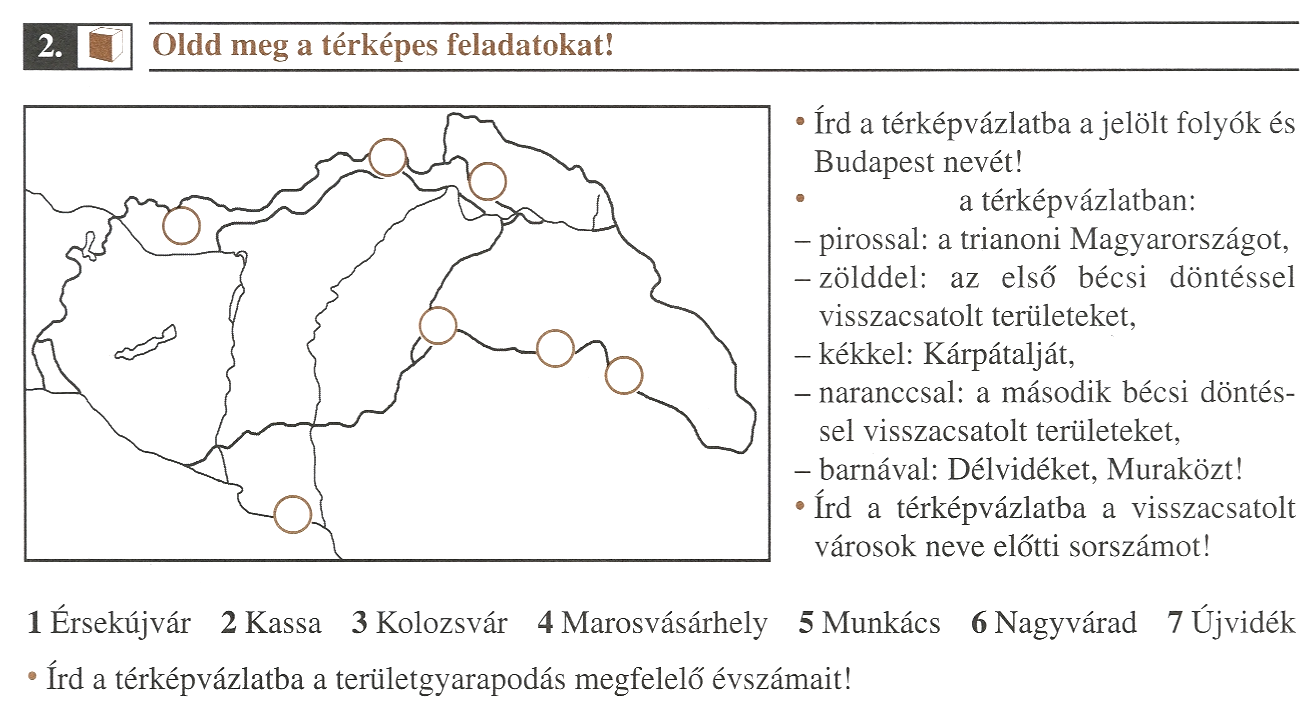 2. Oldd meg a térképes feladatokat!
• Írd a térképvázlatba a jelölt folyók és
Budapest nevét!
• a térképvázlatban:
– pirossal: a trianoni Magyarországot,
– zölddel: az első bécsi döntéssel
visszacsatolt területeket,
– kékkel: Kárpátalját,
– naranccsal: a második bécsi döntés-
sel visszacsatolt területeket,
– barnával: Délvidéket, Muraközt!
• Írd a térképvázlatba a visszacsatolt
városok neve előtti sorszámot!
1 Érsekújvár 2 Kassa 3 Kolozsvár 4 Marosvásárhely 5 Munkács 6 Nagyvárad 7 Újvidék
• Írd a térképvázlatba a területgyarapodás megfelelő évszámait!